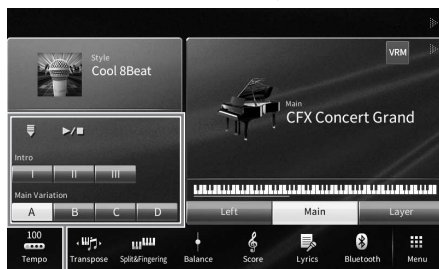 VRM
Style
Cool 8Beat
Main
CFX Concert Grand
Intro
I II III
Main Variation
A B C D
Left Main Layer
100
Tempo Transpose Split&Fingering Balance Score Lyrics Bluetooth Menu